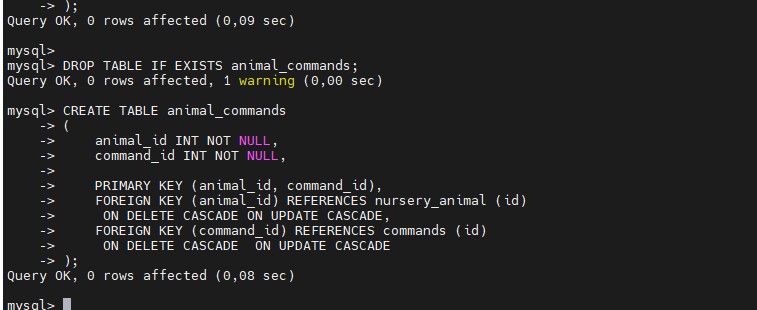 -> );
Query OK, 0 rows affected (0,09 sec)

mysql>
mysql> DROP TABLE IF EXISTS animal_commands;
Query OK, 0 rows affected, 1 warning (0,00 sec)

mysql> CREATE TABLE animal_commands
    -> (
    ->     animal_id INT NOT NULL,
    ->     command_id INT NOT NULL,
    ->
    ->     PRIMARY KEY (animal_id, command_id),
    ->     FOREIGN KEY (animal_id) REFERENCES nursery_animal (id)
    ->      ON DELETE CASCADE ON UPDATE CASCADE,
    ->     FOREIGN KEY (command_id) REFERENCES commands (id)
    ->      ON DELETE CASCADE  ON UPDATE CASCADE
    -> );
Query OK, 0 rows affected (0,08 sec)

mysql>